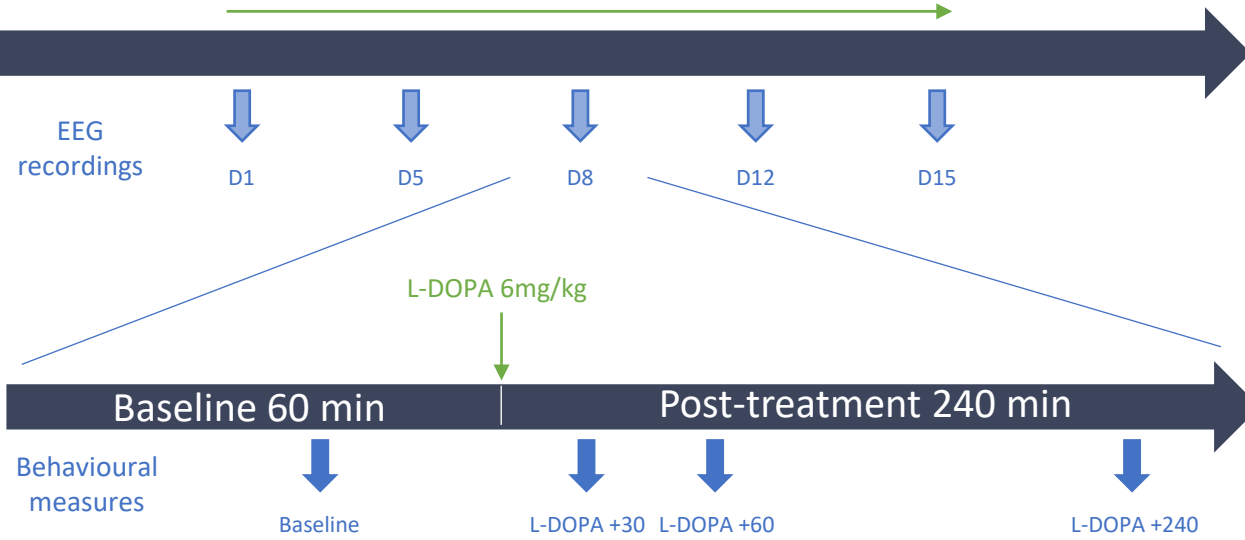 EEG
recordings
D1
D5
D8
D12
D15
L-DOPA 6mg/kg
Baseline 60 min
Post-treatment 240 min
Behavioural
measures
Baseline
L-DOPA +30
L-DOPA +60
L-DOPA +240